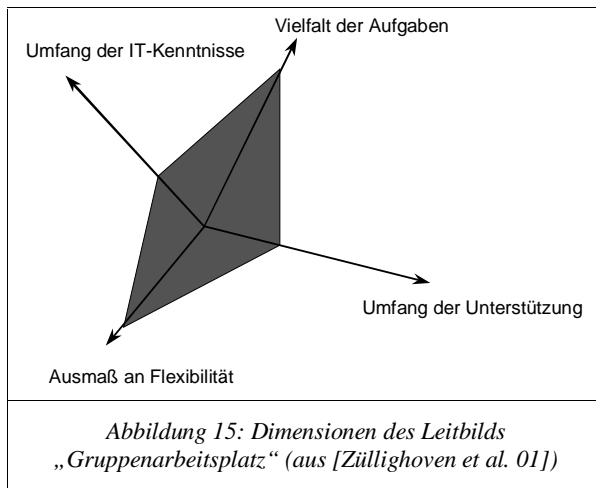 Vielfalt der Aufgaben
Umfang der IT-Kenntnisse
Umfang der Unterstützung
Ausmaß an Flexibilität
Abbildung 15: Dimensionen des Leitbilds
„Gruppenarbeitsplatz“ (aus [Züllighoven et al. 01])